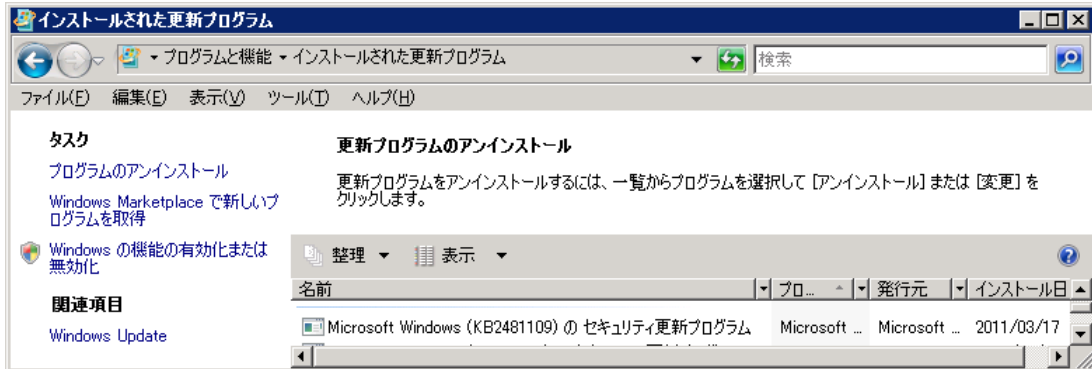 インストールされた更新プログラム
プログラムと機能 インストールされた更新プログラム
検索
ファイル(F) 編集(E) 表示(V) ツール(T) ヘルプ(H)
タスク
プログラムのアンインストール
Windows Marketplace で新しいプ
ログラムを取得
Windows の機能の有効化または
無効化
関連項目
Windows Update
更新プログラムのアンインストール
更新プログラムをアンインストールするには、一覧からプログラムを選択して [アンインストール] または [変更] を
クリックします。
整理 表示
名前 プロ... 発行元 インストール日
Microsoft Windows (KB2481109) の セキュリティ更新プログラム Microsoft ... Microsoft ... 2011/03/17